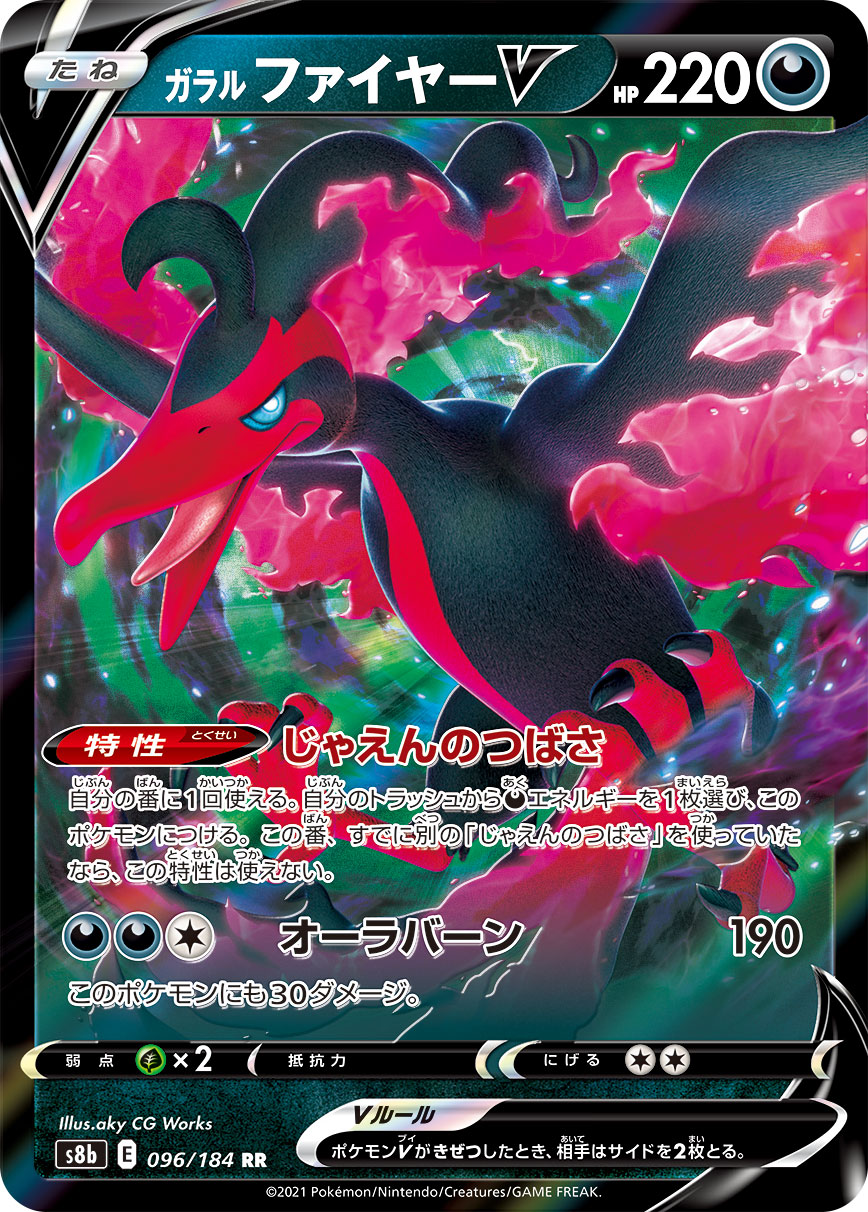 たね
ガラル ファイヤーV HP 220
特性 とくせい じゃえんのつばさ
自分の番に1回使える。自分のトラッシュからエネルギーを1枚選び、この
ポケモンにつける。この番、すでに別の「じゃえんのつばさ」を使っていた
なら、この特性は使えない。
オーラバーン 190
このポケモンにも30ダメージ。
弱点 ×2 抵抗力 にげる
Illus.aky CG Works
Vルール
ポケモンVがきぜつしたとき、相手はサイドを2枚とる。
s8b E 096/184 RR
©2021 Pokémon/Nintendo/Creatures/GAME FREAK.